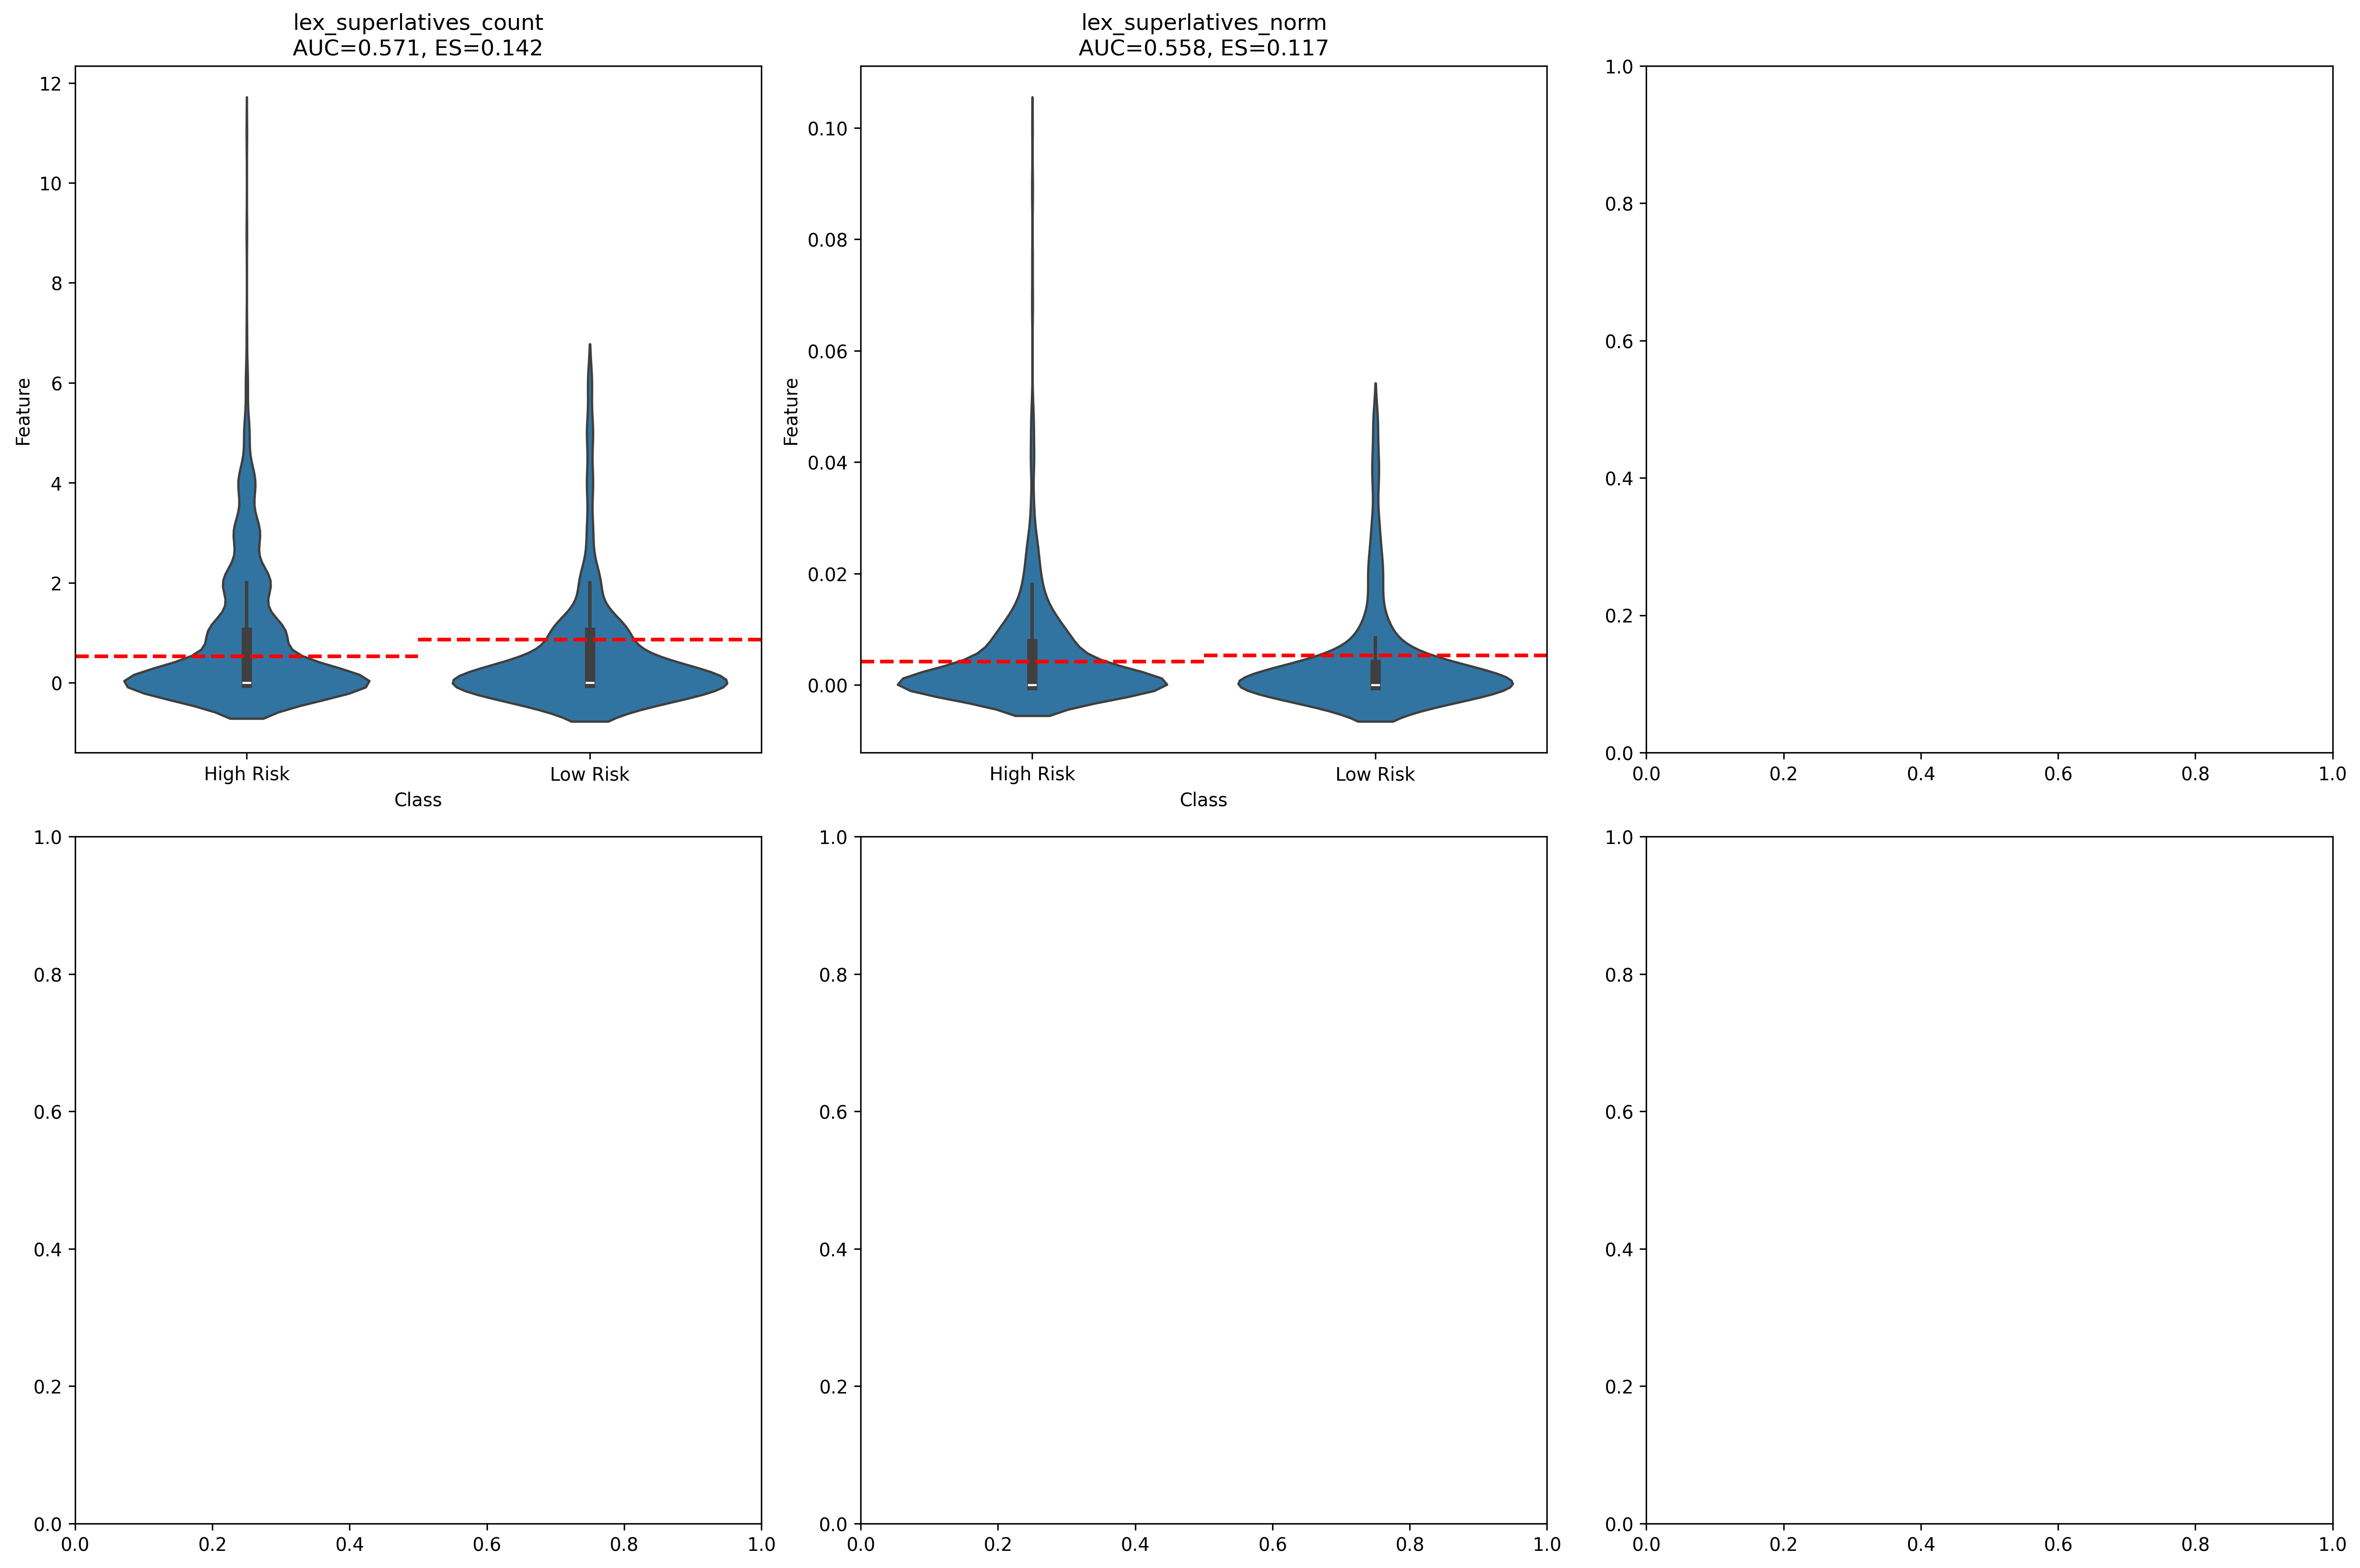 lex_superlatives_count
AUC=0.571, ES=0.142
12
10
8
6
4
2
0
Feature
High Risk
Low Risk
Class
lex_superlatives_norm
AUC=0.558, ES=0.117
0.10
0.08
0.06
0.04
0.02
0.00
Feature
High Risk
Low Risk
Class
1.0
0.8
0.6
0.4
0.2
0.0
0.0 0.2 0.4 0.6 0.8 1.0
1.0
0.8
0.6
0.4
0.2
0.0
0.0 0.2 0.4 0.6 0.8 1.0
1.0
0.8
0.6
0.4
0.2
0.0
0.0 0.2 0.4 0.6 0.8 1.0
1.0
0.8
0.6
0.4
0.2
0.0
0.0 0.2 0.4 0.6 0.8 1.0